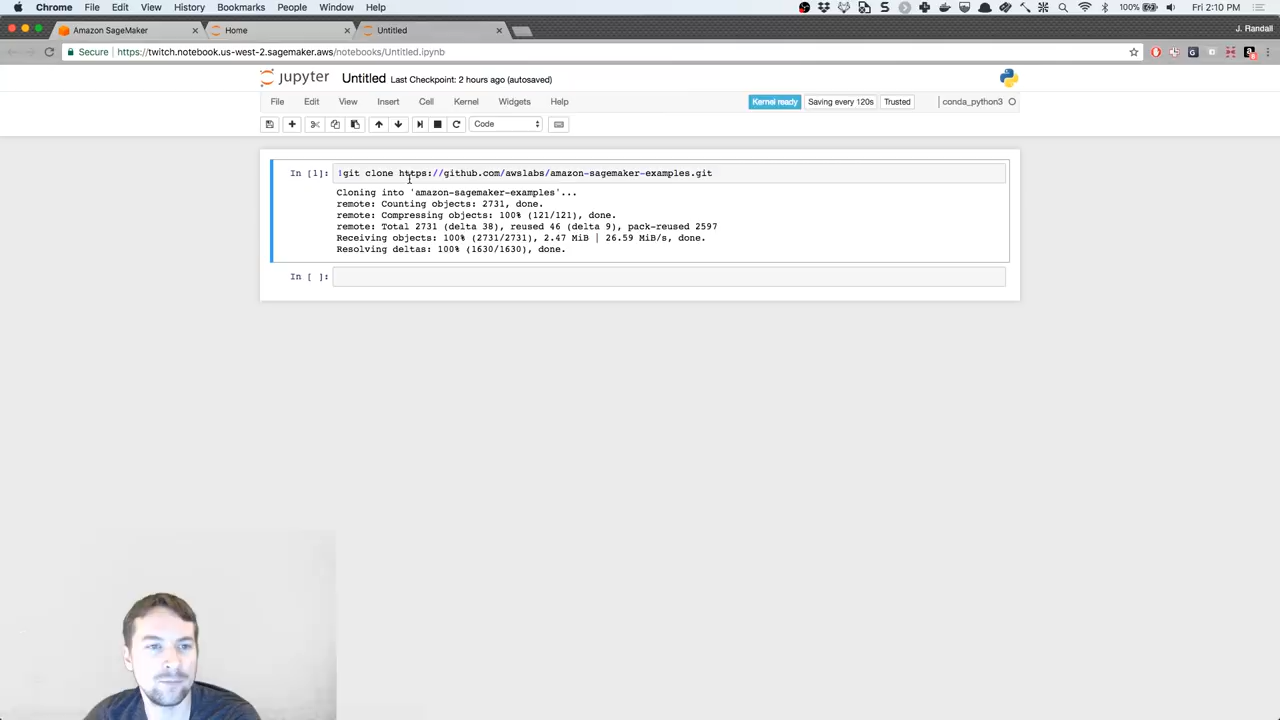 Chrome File Edit View History Bookmarks People Window Help 100% Fri 2:10 PM
Amazon SageMaker Home Untitled J. Randall
Secure https://twitch.notebook.us-west-2.sagemaker.aws/notebooks/Untitled.ipynb
jupyter Untitled Last Checkpoint: 2 hours ago (autosaved)
File Edit View Insert Cell Kernel Widgets Help Kernel ready Saving every 120s Trusted conda_python3
Code
In [1]: !git clone https://github.com/awslabs/amazon-sagemaker-examples.git
Cloning into 'amazon-sagemaker-examples'...
remote: Counting objects: 2731, done.
remote: Compressing objects: 100% (121/121), done.
remote: Total 2731 (delta 38), reused 46 (delta 9), pack-reused 2597
Receiving objects: 100% (2731/2731), 2.47 MiB | 26.59 MiB/s, done.
Resolving deltas: 100% (1630/1630), done.
In [ ]: